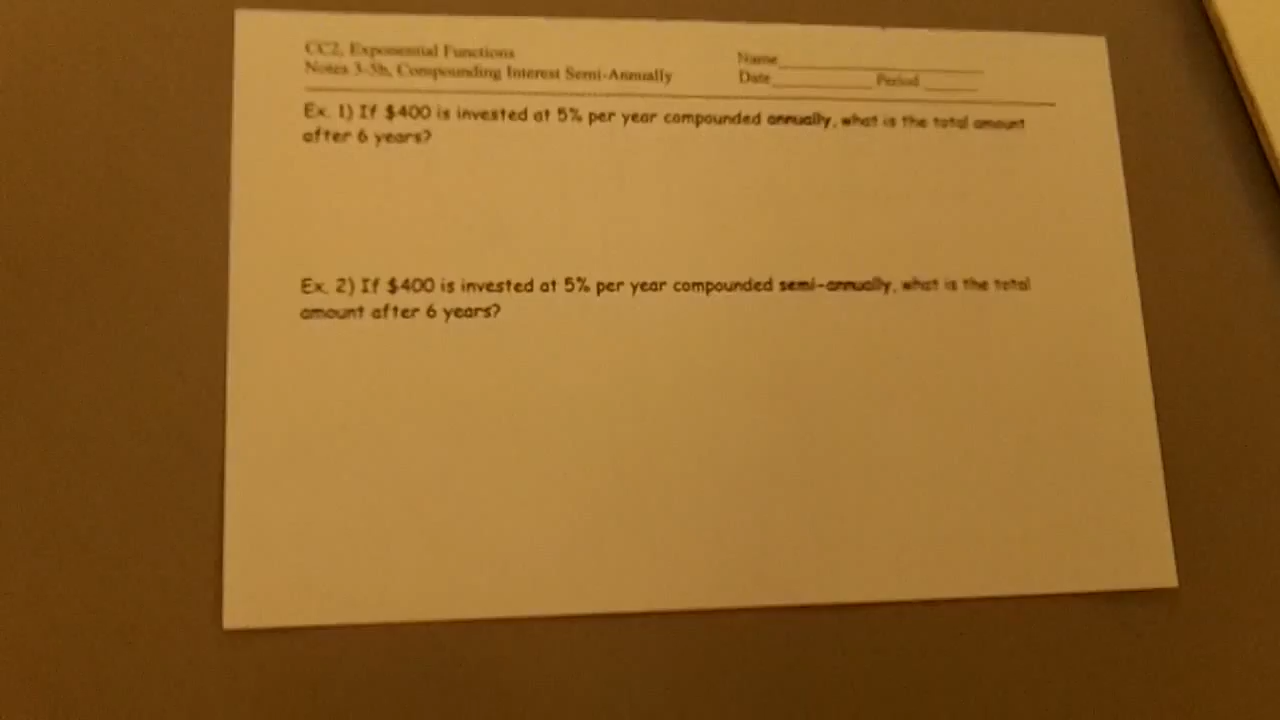 CC2, Exponential Functions
Notes 3-5b, Compounding Interest Semi-Annually
Name
Date Period
Ex. 1) If $400 is invested at 5% per year compounded annually, what is the total amount
after 6 years?
Ex. 2) If $400 is invested at 5% per year compounded semi-annually, what is the total
amount after 6 years?